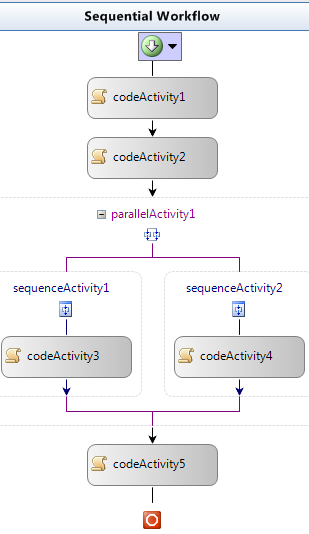 Sequential Workflow
codeActivity1
codeActivity2
parallelActivity1
sequenceActivity1
sequenceActivity2
codeActivity3
codeActivity4
codeActivity5